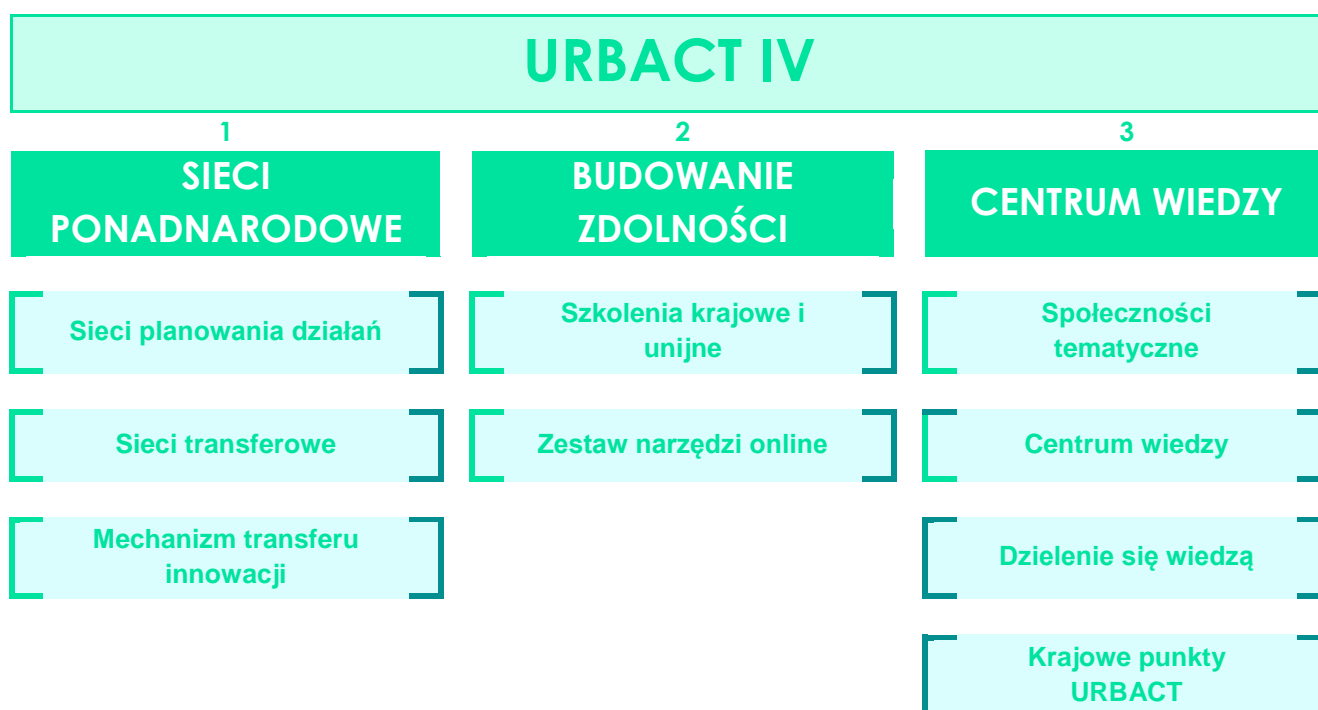 URBACT IV
1
SIECI
PONADNARODOWE
Sieci planowania działań
Sieci transferowe
Mechanizm transferu
innowacji
2
BUDOWANIE
ZDOLNOŚCI
Szkolenia krajowe i
unijne
Zestaw narzędzi online
3
CENTRUM WIEDZY
Społeczności
tematyczne
Centrum wiedzy
Dzielenie się wiedzą
Krajowe punkty
URBACT